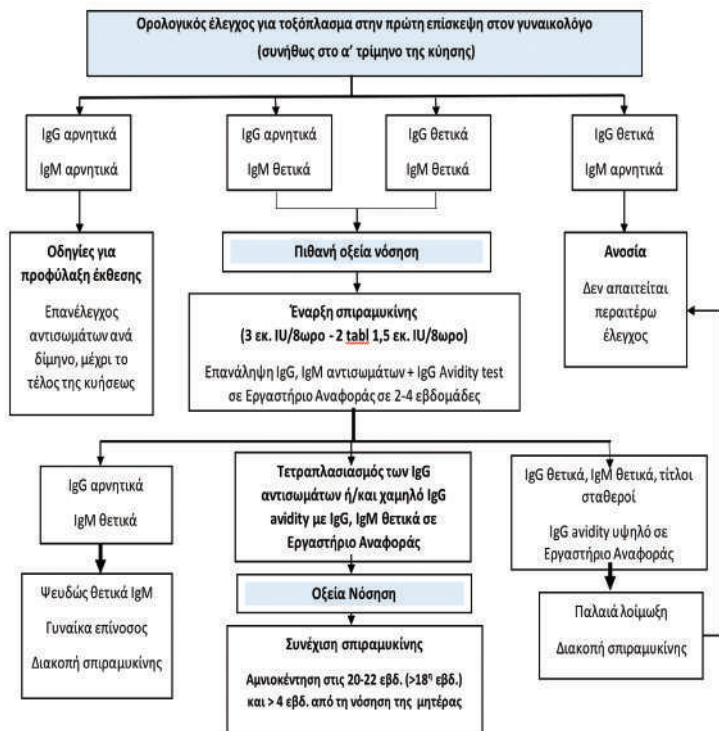 Ορολογικός έλεγχος για τοξόπλασμα στην πρώτη επίσκεψη στον γυναικολόγο
(συνήθως στο α' τρίμηνο της κύησης)
IgG αρνητικά
IgM αρνητικά
IgG αρνητικά
IgM θετικά
IgG θετικά
IgM θετικά
IgG θετικά
IgM αρνητικά
Οδηγίες για
προφύλαξη έκθεσης
Επανέλεγχος
αντισωμάτων ανά
δίμηνο, μέχρι το
τέλος της κυήσεως
Πιθανή οξεία νόσηση
Ανοσία
Δεν απαιτείται
περαιτέρω
έλεγχος
Έναρξη σπιραμυκίνης
(3 εκ. IU/8ωρο - 2 tabl 1,5 εκ. IU/8ωρο)
Επανάληψη IgG, IgM αντισωμάτων + IgG Avidity test
σε Εργαστήριο Αναφοράς σε 2-4 εβδομάδες
IgG αρνητικά
IgM θετικά
Τετραπλασιασμός των IgG
αντισωμάτων ή/και χαμηλό IgG
avidity με IgG, IgM θετικά σε
Εργαστήριο Αναφοράς
IgG θετικά, IgM θετικά, τίτλοι
σταθεροί
IgG avidity υψηλό σε
Εργαστήριο Αναφοράς
Ψευδώς θετικά IgM
Γυναίκα επίνοσος
Διακοπή σπιραμυκίνης
Οξεία Νόσηση
Συνέχιση σπιραμυκίνης
Αμνιοκέντηση στις 20-22 εβδ. (>18η εβδ.)
και > 4 εβδ. από τη νόσηση της μητέρας
Παλαιά λοίμωξη
Διακοπή σπιραμυκίνης